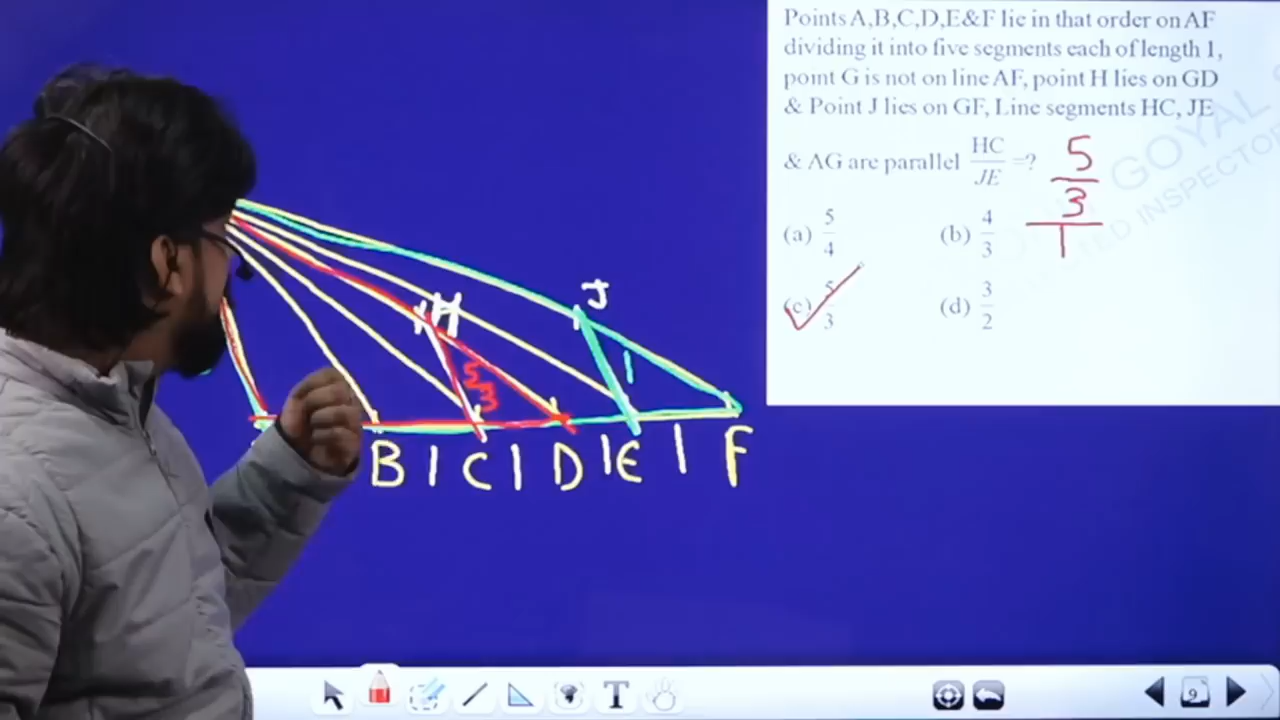 Points A,B,C,D,E&F lie in that order on AF
dividing it into five segments each of length 1,
point G is not on line AF, point H lies on GD
& Point J lies on GF, Line segments HC, JE
& AG are parallel HC/JE =?
5/3
1
(a) 5/4
(b) 4/3
(c) 5/3
(d) 3/2
GOYAL
INSPECTOR
J
H
1
5/3
B 1 C 1 D 1 E 1 F
T
9